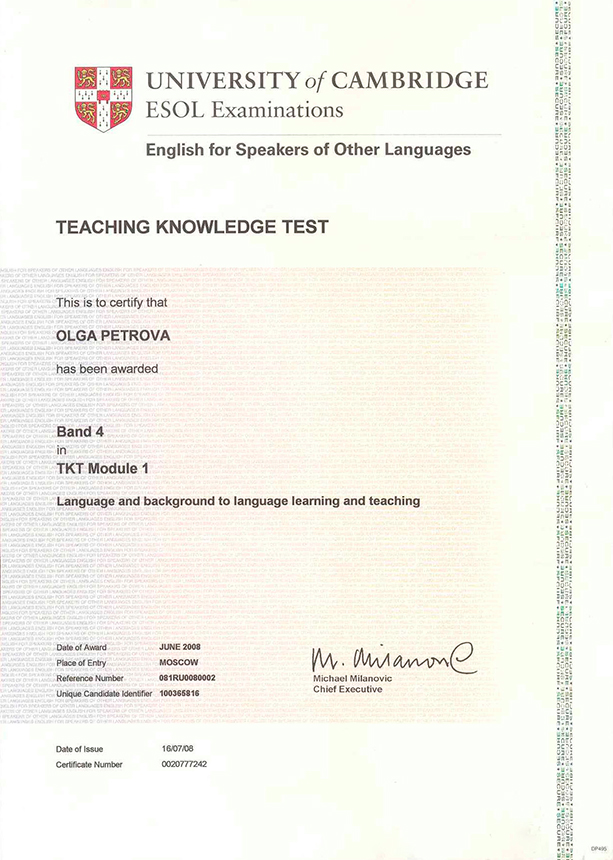 UNIVERSITY of CAMBRIDGE
ESOL Examinations
English for Speakers of Other Languages
TEACHING KNOWLEDGE TEST
This is to certify that
OLGA PETROVA
has been awarded
Band 4
in
TKT Module 1
Language and background to language learning and teaching
Date of Award JUNE 2008
Place of Entry MOSCOW
Reference Number 081RU0080002
Unique Candidate Identifier 100365816
M. Milanovic
Michael Milanovic
Chief Executive
Date of Issue 16/07/08
Certificate Number 0020777242
DP495